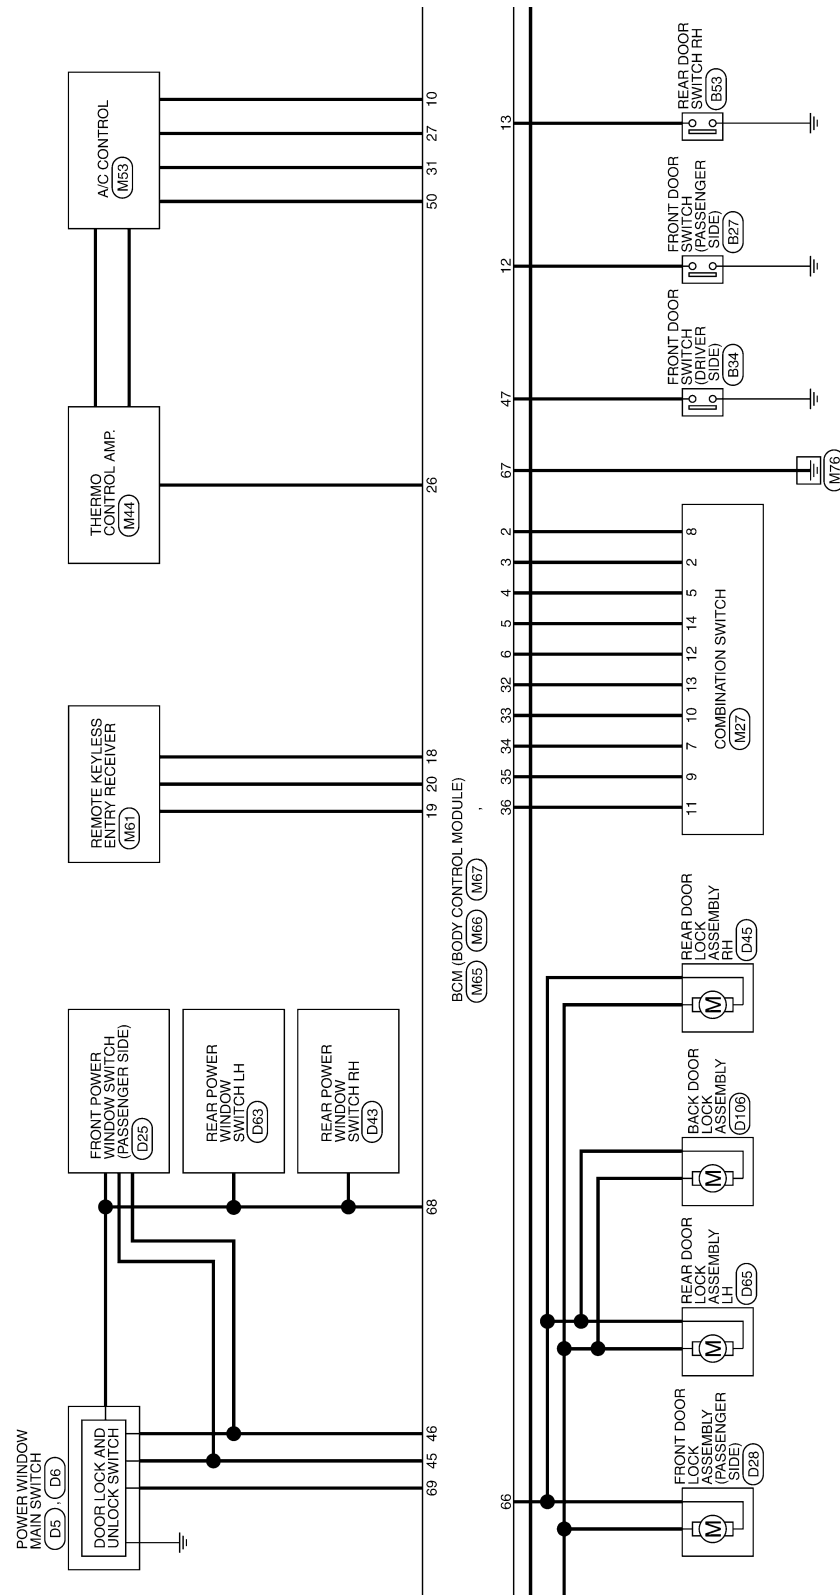 POWER WINDOW
MAIN SWITCH
D5 , D6
DOOR LOCK AND
UNLOCK SWITCH
69
45
46
FRONT POWER
WINDOW SWITCH
(PASSENGER SIDE)
D25
REAR POWER
WINDOW
SWITCH LH
D63
REAR POWER
WINDOW
SWITCH RH
D43
68
REMOTE KEYLESS
ENTRY RECEIVER
M61
19
20
18
THERMO
CONTROL AMP.
M44
26
A/C CONTROL
M53
50
31
27
10
BCM (BODY CONTROL MODULE)
M65 M66 M67
,
66
36
35
34
33
32
6
5
4
3
2
67
47
12
13
FRONT DOOR
LOCK
ASSEMBLY
(PASSENGER
SIDE)
D28
M
REAR DOOR
LOCK
ASSEMBLY
LH
D65
M
BACK DOOR
LOCK
ASSEMBLY
D106
M
REAR DOOR
LOCK
ASSEMBLY
RH
D45
M
11
9
7
10
13
12
14
5
2
8
COMBINATION SWITCH
M27
M76
FRONT DOOR
SWITCH
(DRIVER
SIDE)
B34
FRONT DOOR
SWITCH
(PASSENGER
SIDE)
B27
REAR DOOR
SWITCH RH
B53